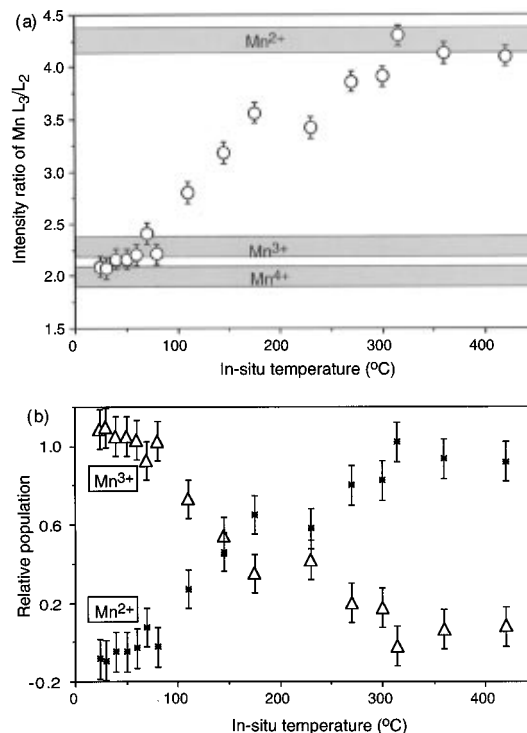 (a)
4.5
Mn2+
4.0
3.5
3.0
2.5
Mn3+
2.0
Mn4+
1.5
Intensity ratio of Mn L3/L2
100 200 300 400
In-situ temperature (ºC)
(b)
1.0
Mn3+
0.6
Relative population
0.2
Mn2+
-0.2
100 200 300 400
In-situ temperature (ºC)